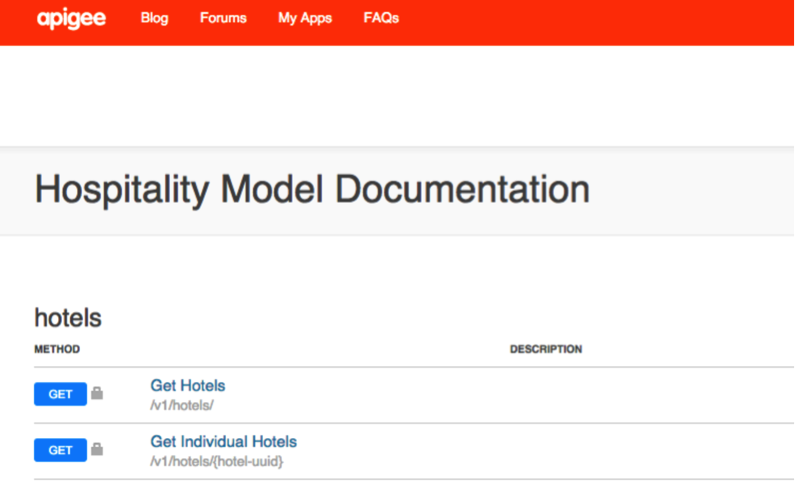 apigee Blog Forums My Apps FAQs
Hospitality Model Documentation
hotels
METHOD DESCRIPTION
GET Get Hotels
/v1/hotels/
GET Get Individual Hotels
/v1/hotels/{hotel-uuid}